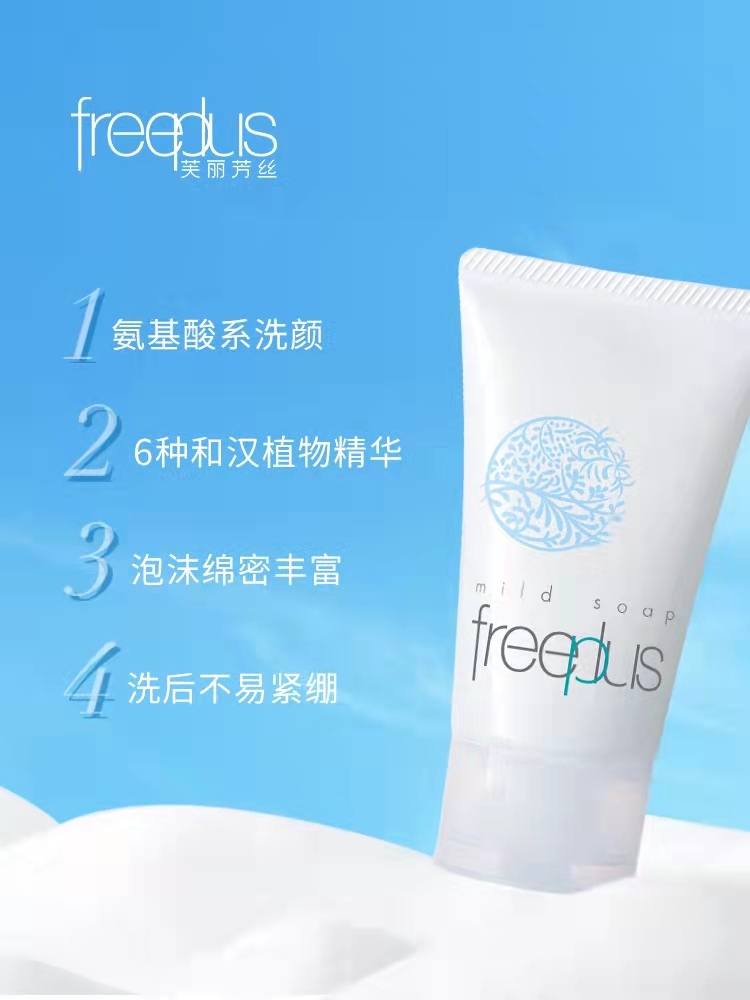 freeplus
芙丽芳丝
1 氨基酸系洗颜
2 6种和汉植物精华
3 泡沫绵密丰富
4 洗后不易紧绷
mild soap
freeplus